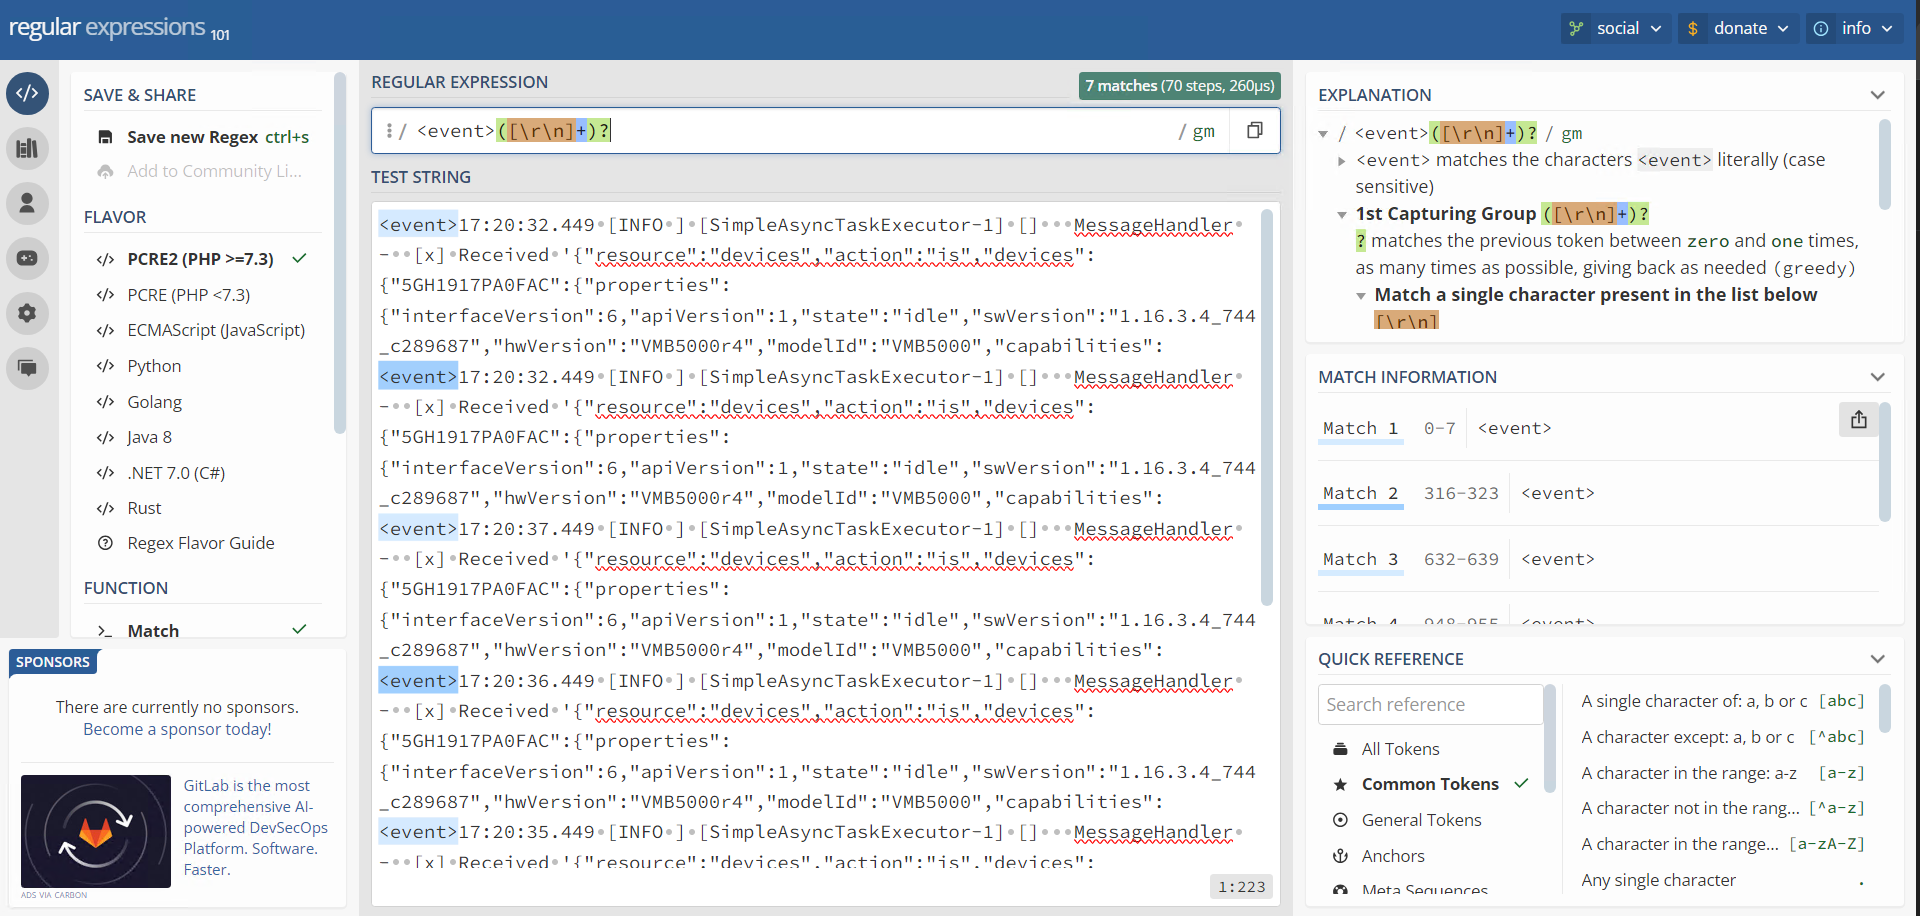 regular expressions 101
social
donate
info
SAVE & SHARE
Save new Regex ctrl+s
Add to Community Li...
FLAVOR
PCRE2 (PHP >=7.3)
PCRE (PHP <7.3)
ECMAScript (JavaScript)
Python
Golang
Java 8
.NET 7.0 (C#)
Rust
Regex Flavor Guide
FUNCTION
Match
SPONSORS
There are currently no sponsors.
Become a sponsor today!
GitLab is the most
comprehensive AI-
powered DevSecOps
Platform. Software.
Faster.
ADS VIA CARBON
REGULAR EXPRESSION
7 matches (70 steps, 260µs)
/ <event>([\r\n]+)? / gm
TEST STRING
<event>17:20:32.449•[INFO•]•[SimpleAsyncTaskExecutor-1]•[]•••MessageHandler•
-••[x]•Received•'{"resource":"devices","action":"is","devices":
{"5GH1917PA0FAC":{"properties":
{"interfaceVersion":6,"apiVersion":1,"state":"idle","swVersion":"1.16.3.4_744
_c289687","hwVersion":"VMB5000r4","modelId":"VMB5000","capabilities":
<event>17:20:32.449•[INFO•]•[SimpleAsyncTaskExecutor-1]•[]•••MessageHandler•
-••[x]•Received•'{"resource":"devices","action":"is","devices":
{"5GH1917PA0FAC":{"properties":
{"interfaceVersion":6,"apiVersion":1,"state":"idle","swVersion":"1.16.3.4_744
_c289687","hwVersion":"VMB5000r4","modelId":"VMB5000","capabilities":
<event>17:20:37.449•[INFO•]•[SimpleAsyncTaskExecutor-1]•[]•••MessageHandler•
-••[x]•Received•'{"resource":"devices","action":"is","devices":
{"5GH1917PA0FAC":{"properties":
{"interfaceVersion":6,"apiVersion":1,"state":"idle","swVersion":"1.16.3.4_744
_c289687","hwVersion":"VMB5000r4","modelId":"VMB5000","capabilities":
<event>17:20:36.449•[INFO•]•[SimpleAsyncTaskExecutor-1]•[]•••MessageHandler•
-••[x]•Received•'{"resource":"devices","action":"is","devices":
{"5GH1917PA0FAC":{"properties":
{"interfaceVersion":6,"apiVersion":1,"state":"idle","swVersion":"1.16.3.4_744
_c289687","hwVersion":"VMB5000r4","modelId":"VMB5000","capabilities":
<event>17:20:35.449•[INFO•]•[SimpleAsyncTaskExecutor-1]•[]•••MessageHandler•
-••[x]•Received•'{"resource":"devices","action":"is","devices":
1:223
EXPLANATION
/ <event>([\r\n]+)? / gm
<event> matches the characters <event> literally (case
sensitive)
1st Capturing Group ([\r\n]+)?
? matches the previous token between zero and one times,
as many times as possible, giving back as needed (greedy)
Match a single character present in the list below
[\r\n]
MATCH INFORMATION
Match 1 0-7 <event>
Match 2 316-323 <event>
Match 3 632-639 <event>
Match 4 948-955 <event>
QUICK REFERENCE
Search reference
All Tokens
Common Tokens
General Tokens
Anchors
Meta Sequences
A single character of: a, b or c [abc]
A character except: a, b or c [^abc]
A character in the range: a-z [a-z]
A character not in the rang... [^a-z]
A character in the range... [a-zA-Z]
Any single character .